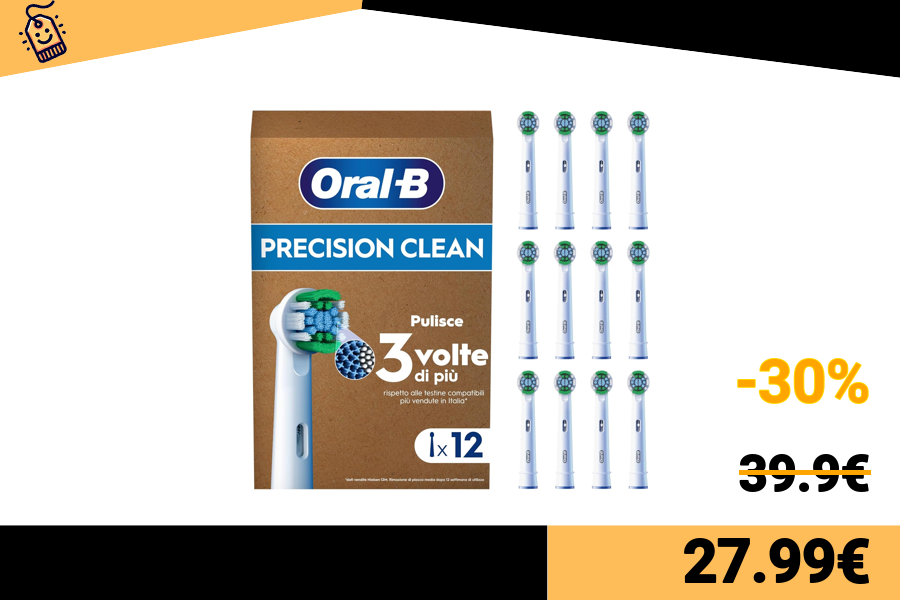 Oral-B
PRECISION CLEAN
Pulisce
3 volte
di più
rispetto alle testine compatibili
più vendute in Italia*
x12
-30%
39.9€
27.99€